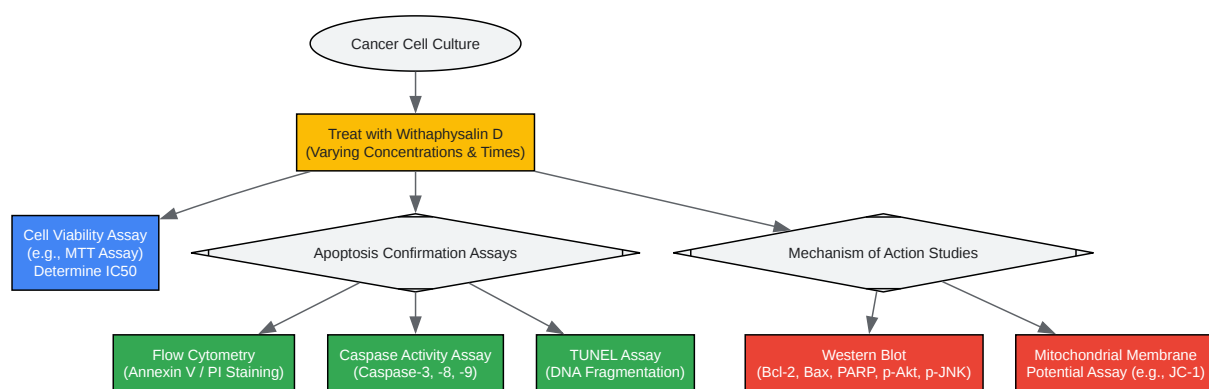 Cancer Cell Culture
Treat with Withaphysalin D
(Varying Concentrations & Times)
Cell Viability Assay
(e.g., MTT Assay)
Determine IC50
Apoptosis Confirmation Assays
Mechanism of Action Studies
Flow Cytometry
(Annexin V / PI Staining)
Caspase Activity Assay
(Caspase-3, -8, -9)
TUNEL Assay
(DNA Fragmentation)
Western Blot
(Bcl-2, Bax, PARP, p-Akt, p-JNK)
Mitochondrial Membrane
Potential Assay (e.g., JC-1)